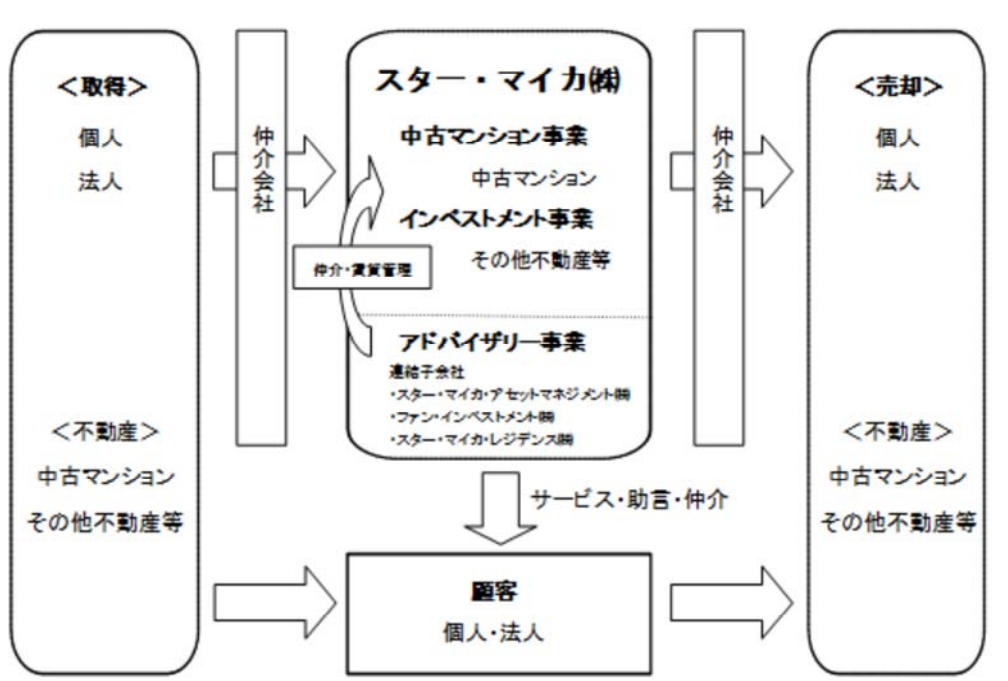 ＜取得＞
個人
法人
＜不動産＞
中古マンション
その他不動産等
仲介会社
スター・マイカ㈱
中古マンション事業
中古マンション
インベストメント事業
その他不動産等
仲介・賃貸管理
アドバイザリー事業
連結子会社
・スター・マイカ・アセットマネジメント㈱
・ファン・インベストメント㈱
・スター・マイカ・レジデンス㈱
サービス・助言・仲介
顧客
個人・法人
仲介会社
＜売却＞
個人
法人
＜不動産＞
中古マンション
その他不動産等